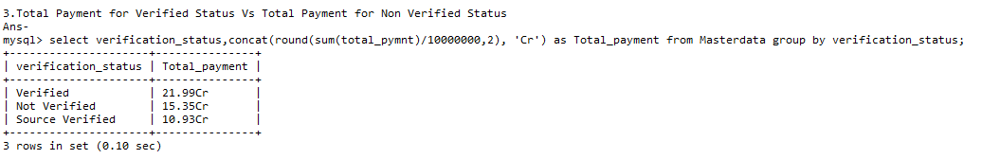 3.Total Payment for Verified Status Vs Total Payment for Non Verified Status
Ans-
mysql> select verification_status,concat(round(sum(total_pymnt)/10000000,2), 'Cr') as Total_payment from Masterdata group by verification_status;
+---------------------+---------------+
| verification_status | Total_payment |
+---------------------+---------------+
| Verified            | 21.99Cr       |
| Not Verified        | 15.35Cr       |
| Source Verified     | 10.93Cr       |
+---------------------+---------------+
3 rows in set (0.10 sec)